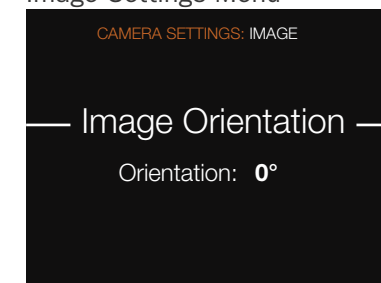 Image Settings Menu
CAMERA SETTINGS: IMAGE
Image Orientation
Orientation: 0°